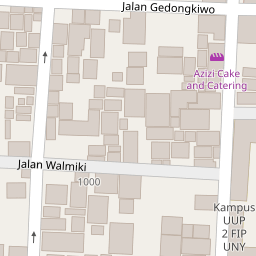 Jalan Gedongkiwo
Azizi Cake
and Catering
Jalan Walmiki
1000
Kampus
UUP
2 FIP
UNY